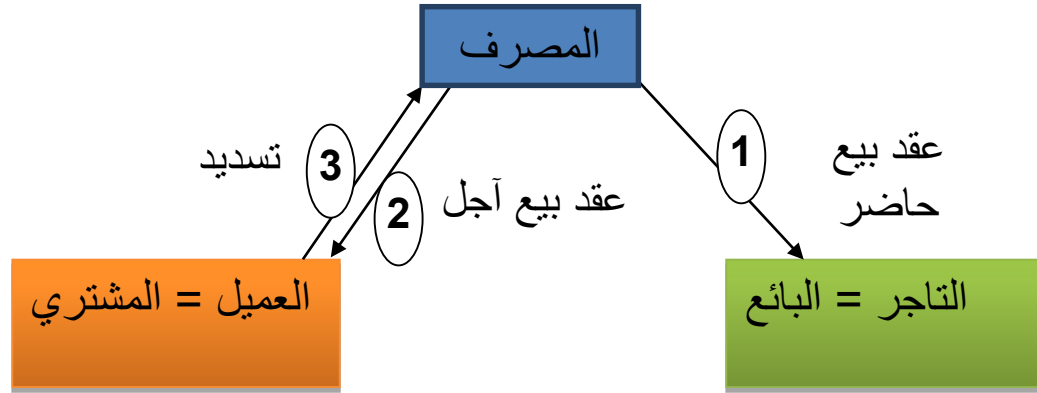 المصرف
1
عقد بيع
حاضر
3
تسديد
2
عقد بيع آجل
التاجر = البائع
العميل = المشتري